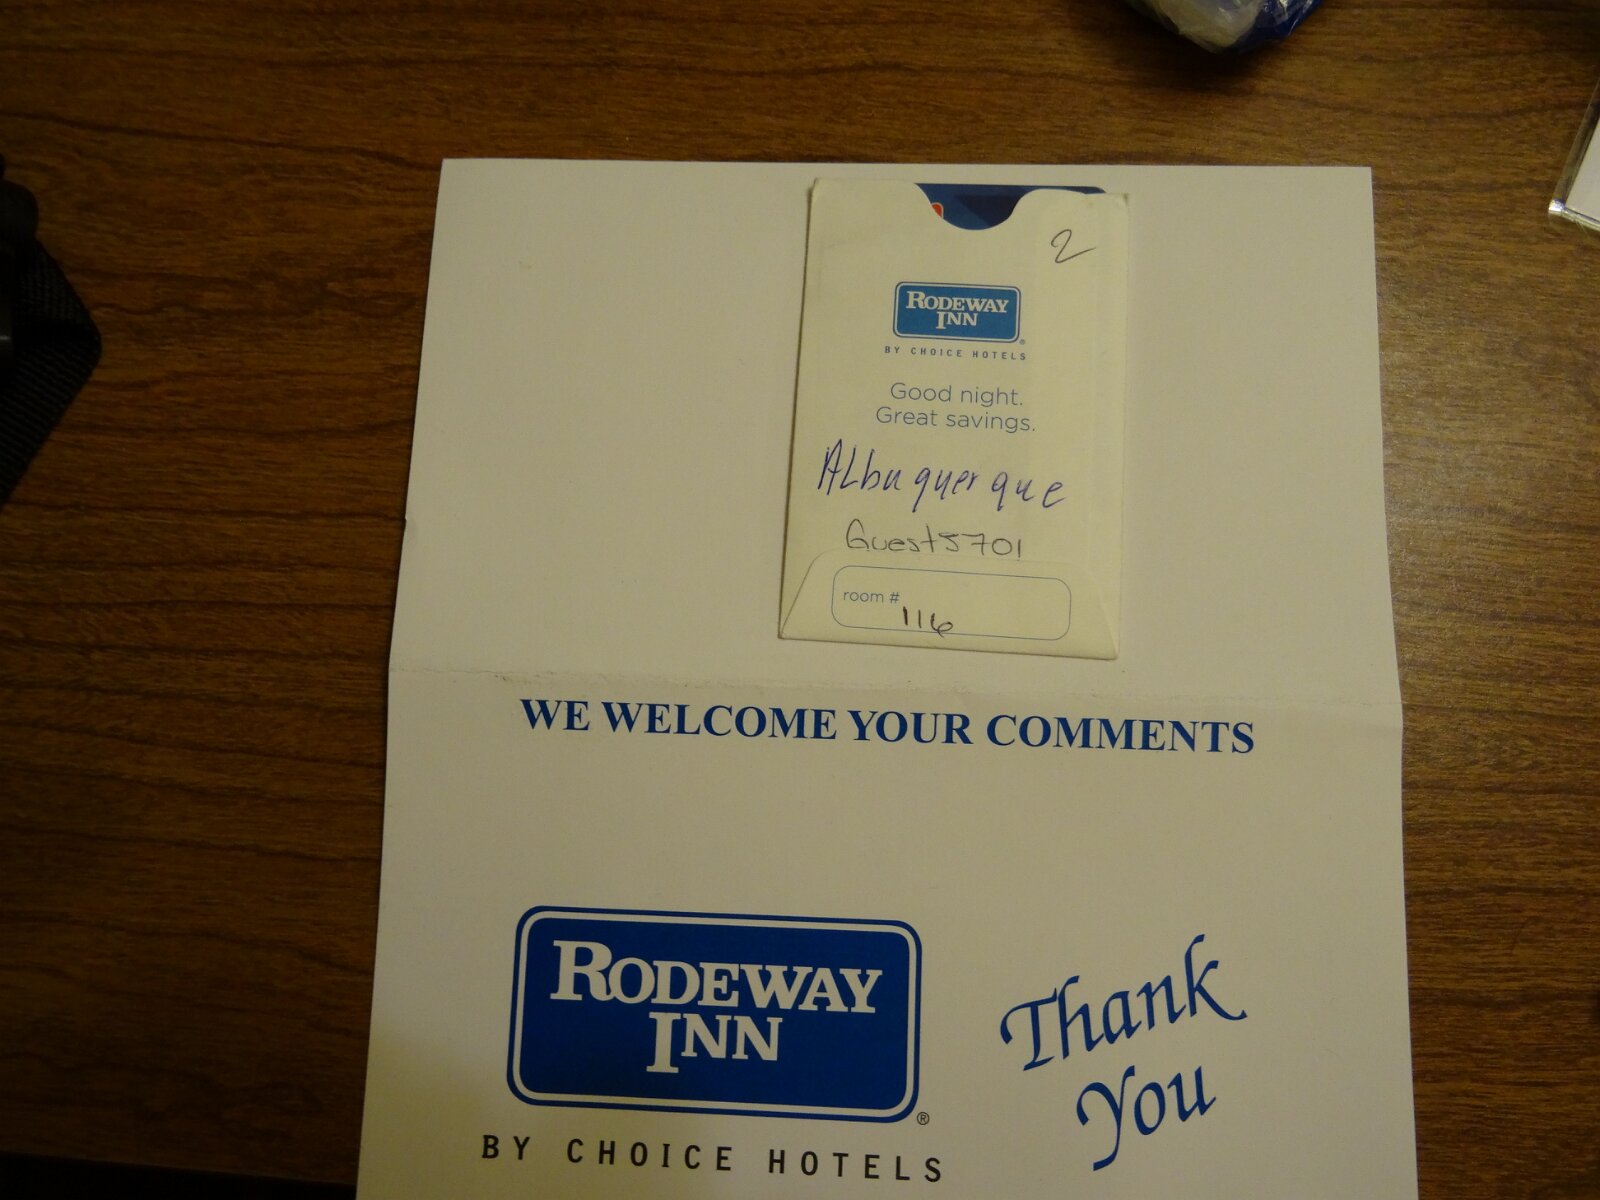 2
RODEWAY
INN
BY CHOICE HOTELS
Good night.
Great savings.
ALbuquerque
Guest5701
room #
116
WE WELCOME YOUR COMMENTS
RODEWAY
INN
®
BY CHOICE HOTELS
Thank
You